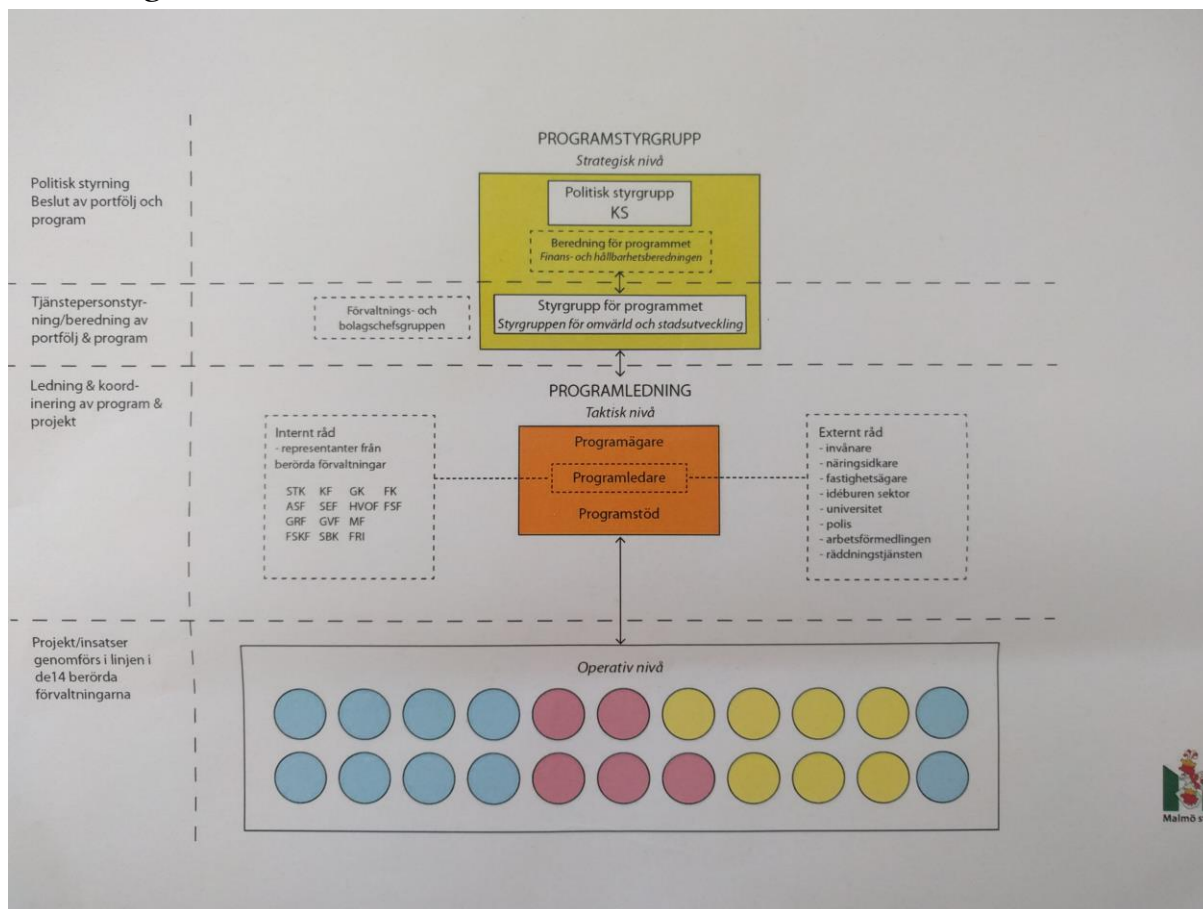 PROGRAMSTYRGRUPP
Strategisk nivå
Politisk styrning
Beslut av portfölj och
program
Politisk styrgrupp
KS
Beredning för programmet
Finans- och hållbarhetsberedningen
Tjänstepersonstyr-
ning/beredning av
portfölj & program
Förvaltnings- och
bolagschefsgruppen
Styrgrupp för programmet
Styrgruppen för omvärld och stadsutveckling
Ledning & koord-
inering av program &
projekt
PROGRAMLEDNING
Taktisk nivå
Internt råd
- representanter från
berörda förvaltningar
STK KF GK FK
ASF SEF HVOF FSF
GRF GVF MF
FSKF SBK FRI
Programägare
Programledare
Programstöd
Externt råd
- invånare
- näringsidkare
- fastighetsägare
- idéburen sektor
- universitet
- polis
- arbetsförmedlingen
- räddningstjänsten
Projekt/insatser
genomförs i linjen i
de14 berörda
förvaltningarna
Operativ nivå
Malmö